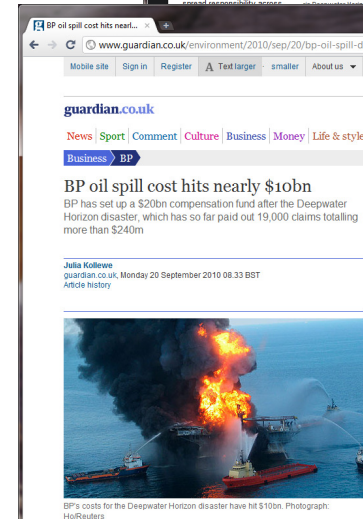 spread responsibility across
BP oil spill cost hits nearl... ×
www.guardian.co.uk/environment/2010/sep/20/bp-oil-spill-d
Mobile site Sign in Register A Text larger · smaller About us
guardian.co.uk
News Sport Comment Culture Business Money Life & style
Business BP
BP oil spill cost hits nearly $10bn
BP has set up a $20bn compensation fund after the Deepwater
Horizon disaster, which has so far paid out 19,000 claims totalling
more than $240m
Julia Kollewe
guardian.co.uk, Monday 20 September 2010 08.33 BST
Article history
BP's costs for the Deepwater Horizon disaster have hit $10bn. Photograph:
Ho/Reuters